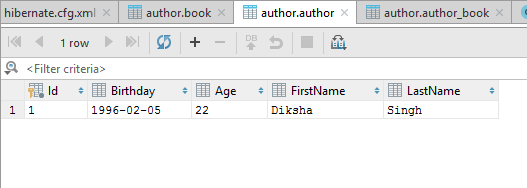 hibernate.cfg.xml author.book author.author author.author_book
1 row DB
<Filter criteria>
Id Birthday Age FirstName LastName
1 1 1996-02-05 22 Diksha Singh